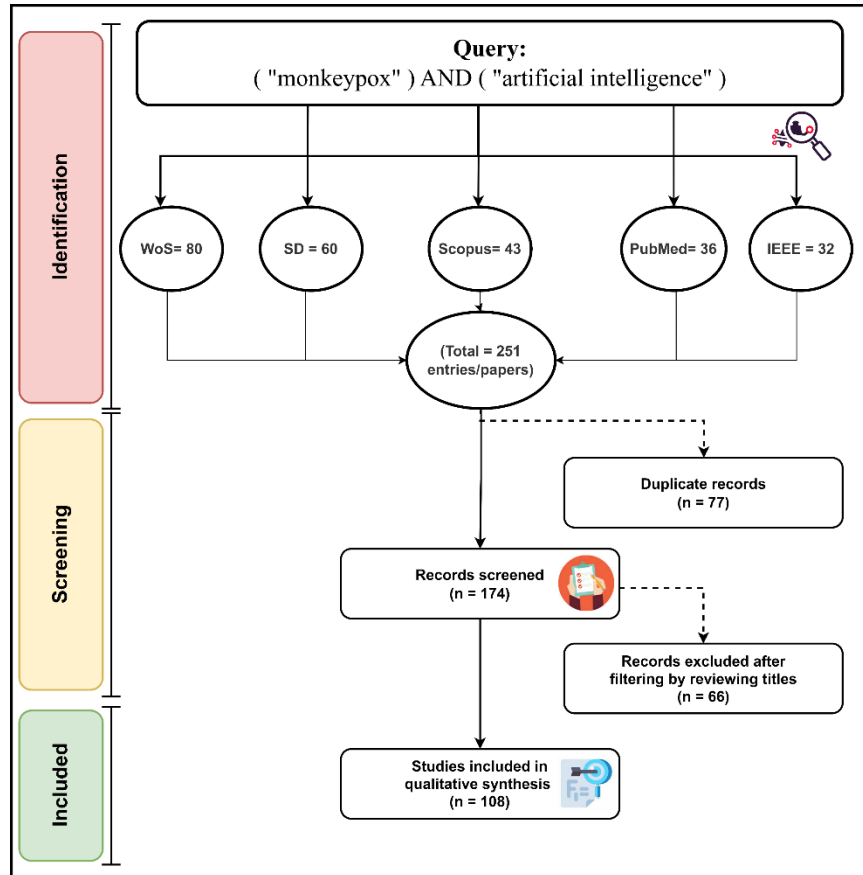 Identification
Query:
( "monkeypox" ) AND ( "artificial intelligence" )
WoS= 80
SD = 60
Scopus= 43
PubMed= 36
IEEE = 32
(Total = 251
entries/papers)
Screening
Duplicate records
(n = 77)
Records screened
(n = 174)
Records excluded after
filtering by reviewing titles
(n = 66)
Included
Studies included in
qualitative synthesis
(n = 108)